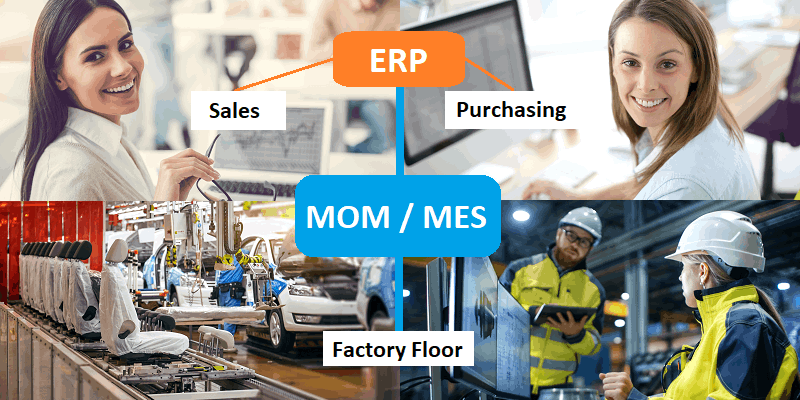 ERP
Sales
Purchasing
MOM / MES
Factory Floor